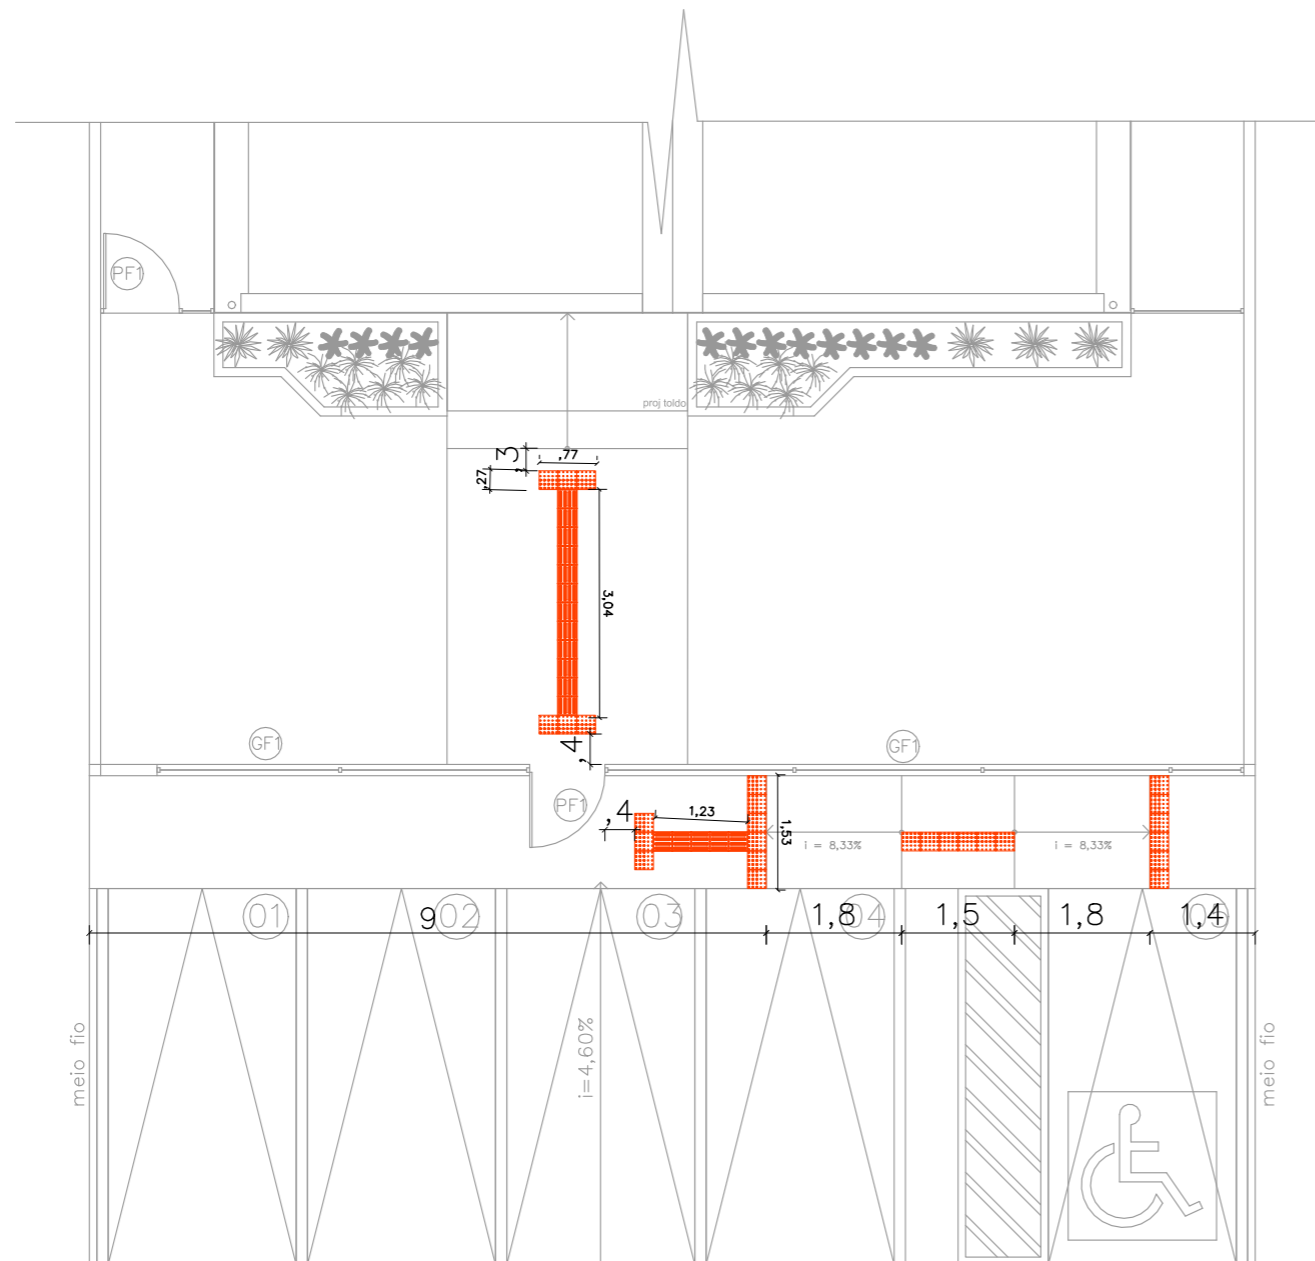 PF1
proj toldo
,3
,77
,27
3,04
,4
GF1
GF1
PF1
,4
1,23
1,53
i = 8,33%
i = 8,33%
01
9
02
03
1,8
04
1,5
1,8
1,4
meio fio
i=4,60%
meio fio